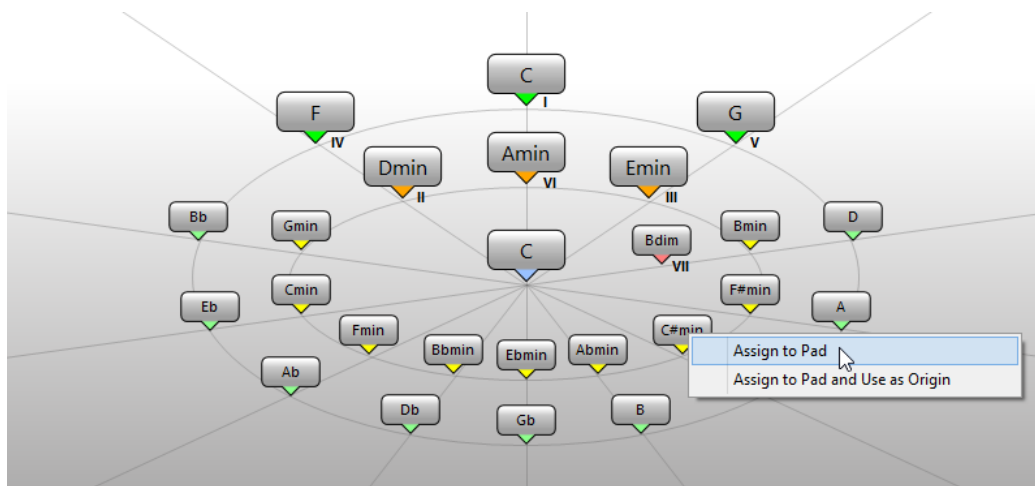 C
I
F
IV
G
V
Amin
VI
Dmin
II
Emin
III
Bb
Gmin
Bmin
D
Bdim
VII
C
Cmin
F#min
Eb
A
Fmin
C#min
Bbmin
Ebmin
Abmin
Assign to Pad
Assign to Pad and Use as Origin
Ab
Db
Gb
B